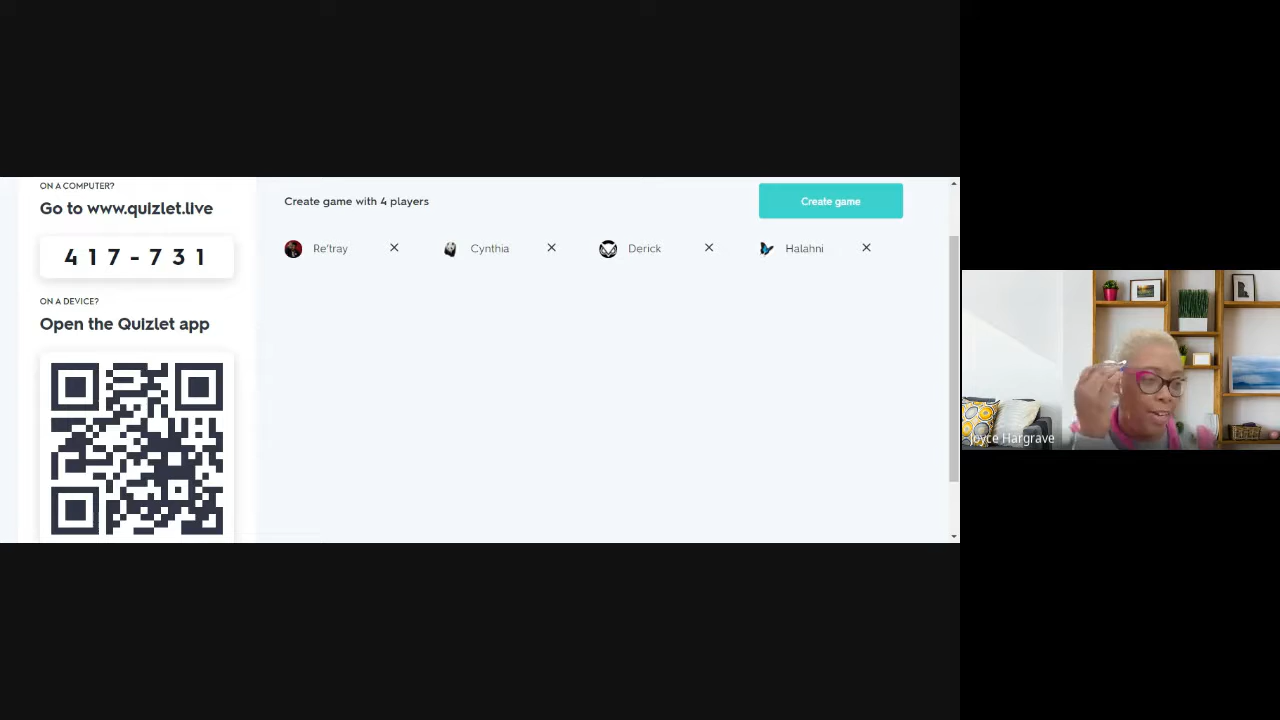 ON A COMPUTER?
Go to www.quizlet.live
417-731
ON A DEVICE?
Open the Quizlet app
Create game with 4 players
Create game
Re'tray
Cynthia
Derick
Halahni
Joyce Hargrave